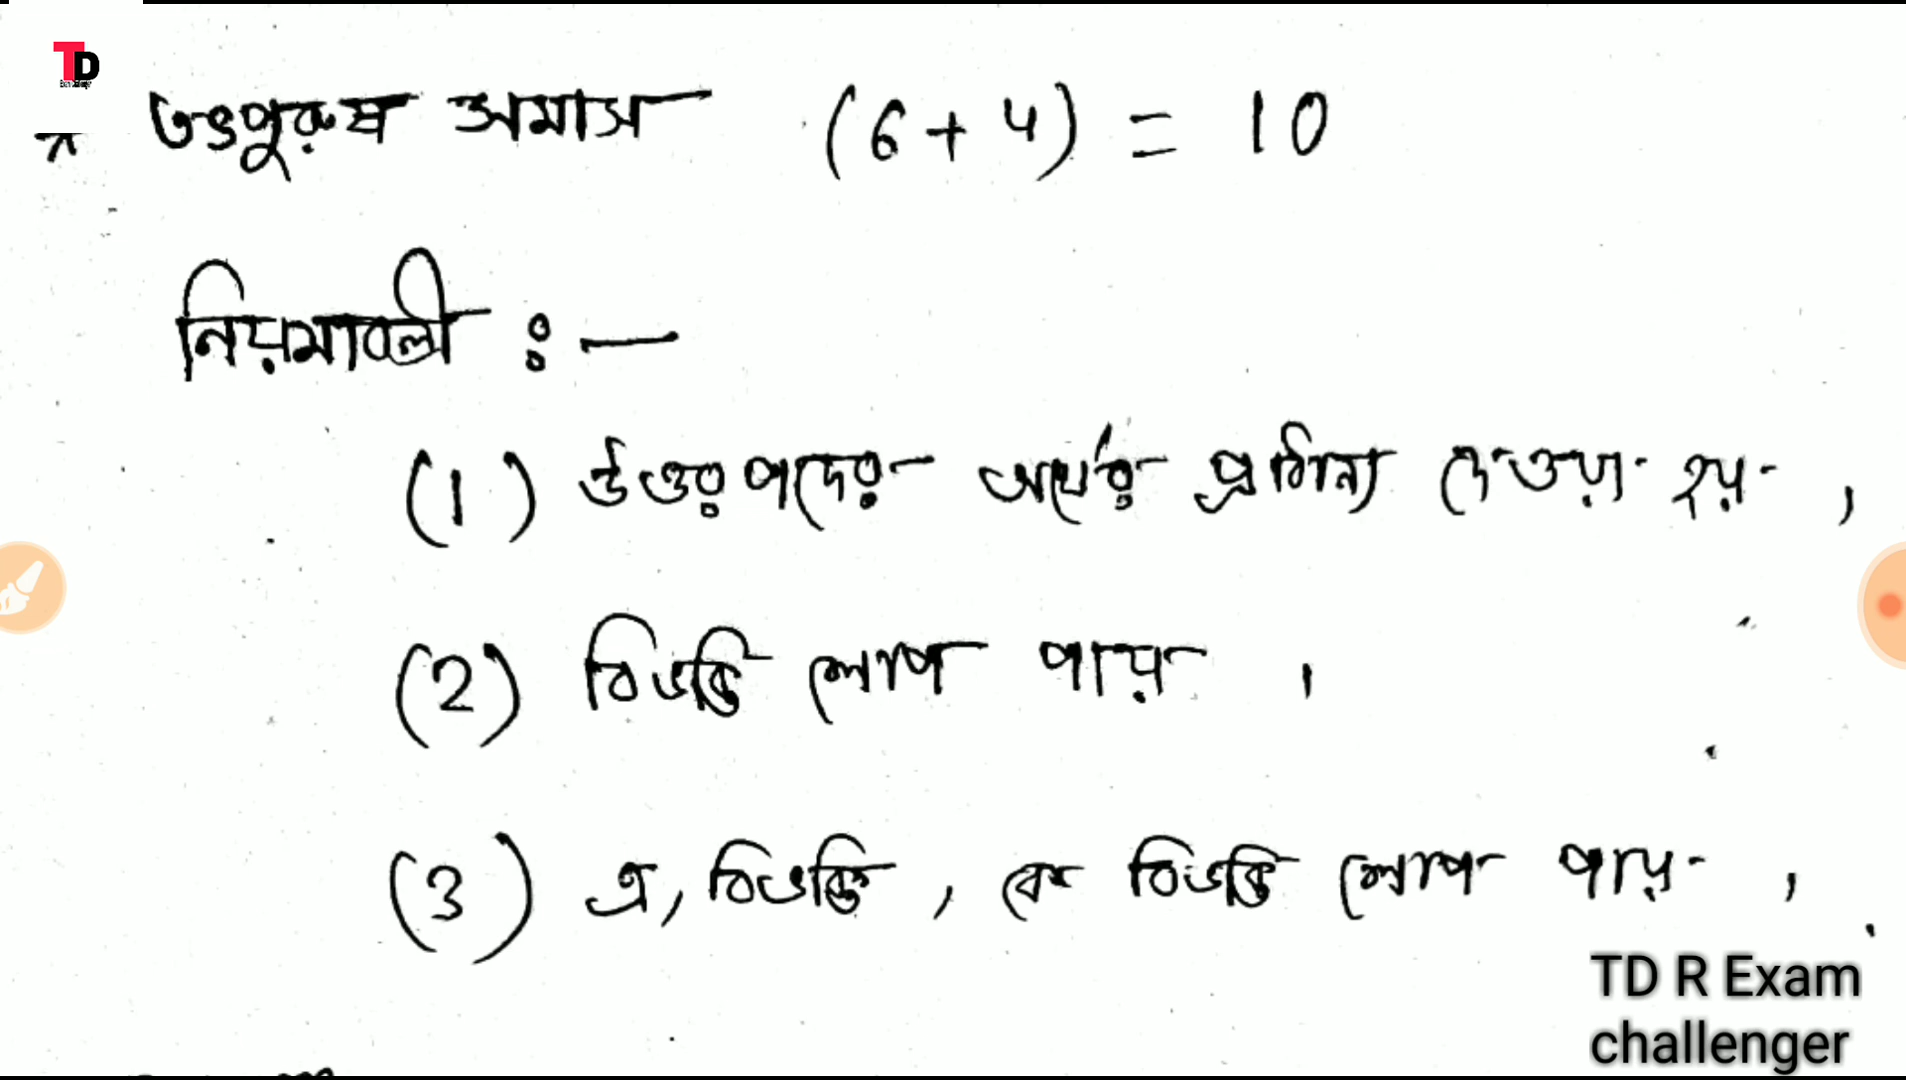 TD
* তৎপুরুষ সমাস (6+4) = 10
নিয়মাবলী ঃ—
(1) উত্তরপদের অর্থের প্রাধান্য দেওয়া হয়,
(2) বিভক্তি লোপ পায় ।
(3) এ, বিভক্তি, কে বিভক্তি লোপ পায় ,
TD R Exam
challenger